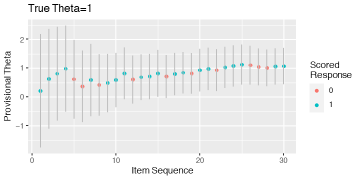 True Theta=1
Provisional Theta
2
1
0
−1
0
10
20
30
Item Sequence
Scored
Response
0
1